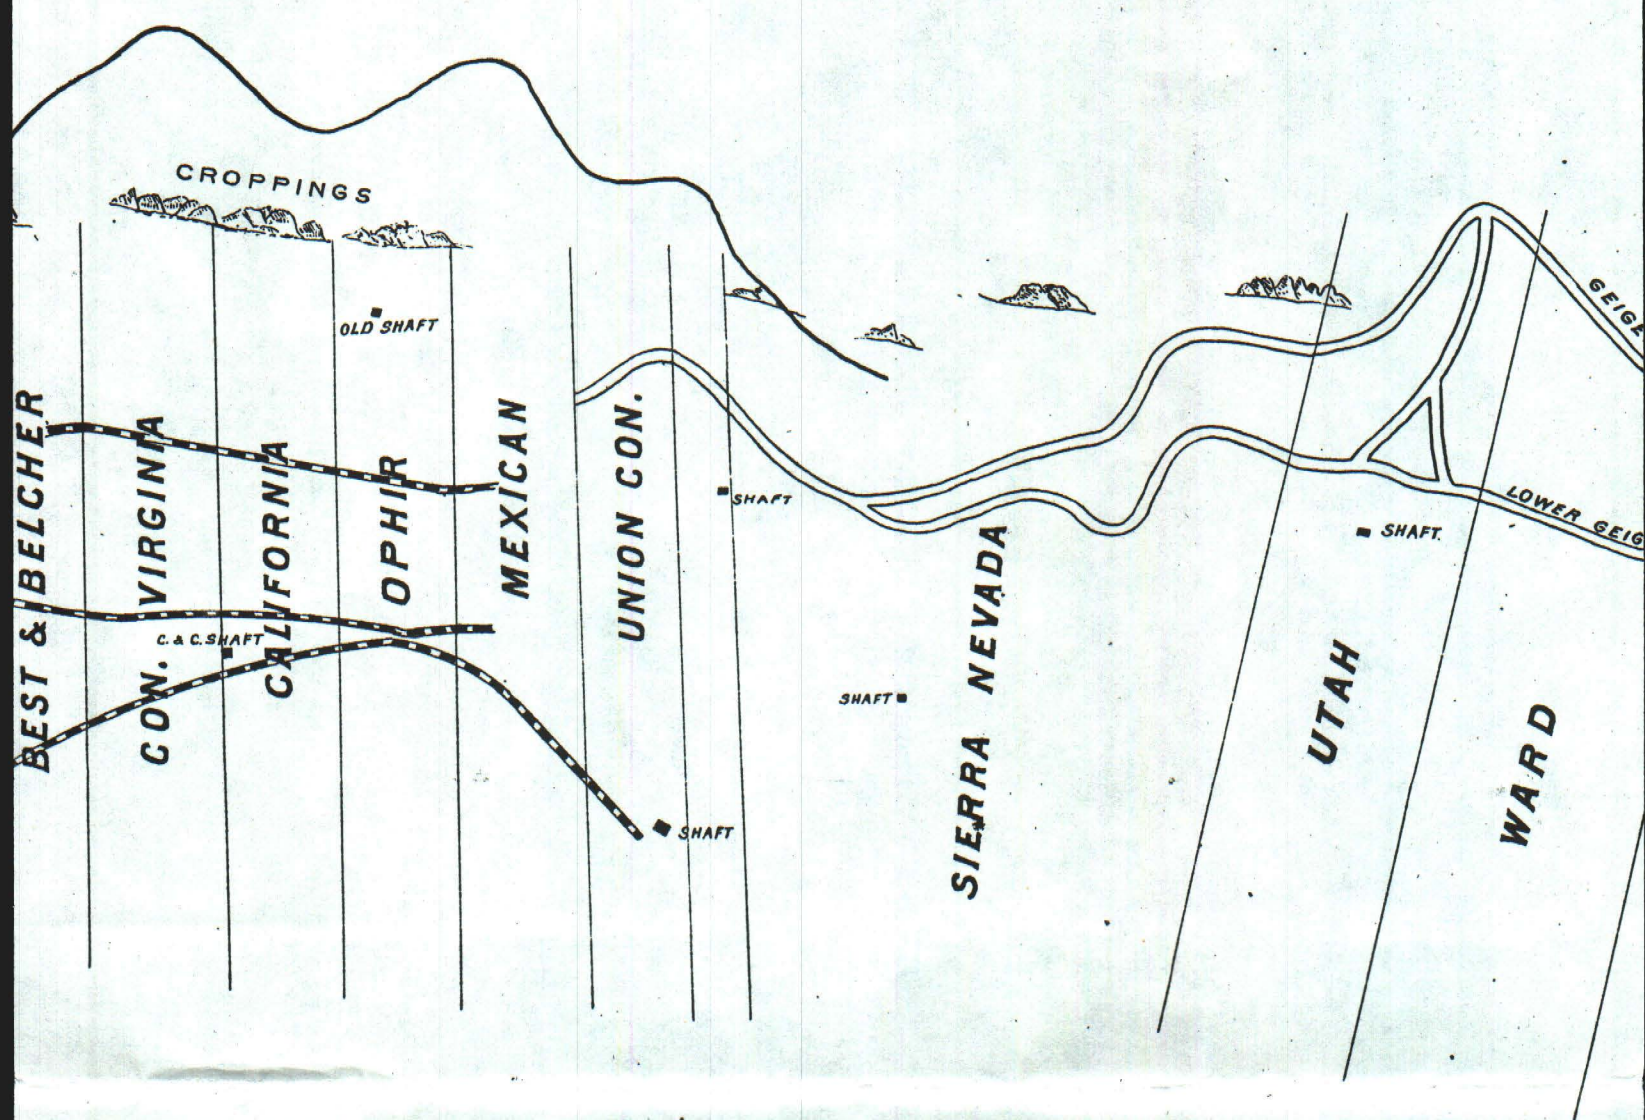 CROPPINGS
OLD SHAFT
BEST & BELCHER
CON. VIRGINIA
CALIFORNIA
OPHIR
MEXICAN
UNION CON.
C. & C. SHAFT
SHAFT
SHAFT
SHAFT
SIERRA NEVADA
UTAH
SHAFT.
WARD
GEIGE
LOWER GEIG